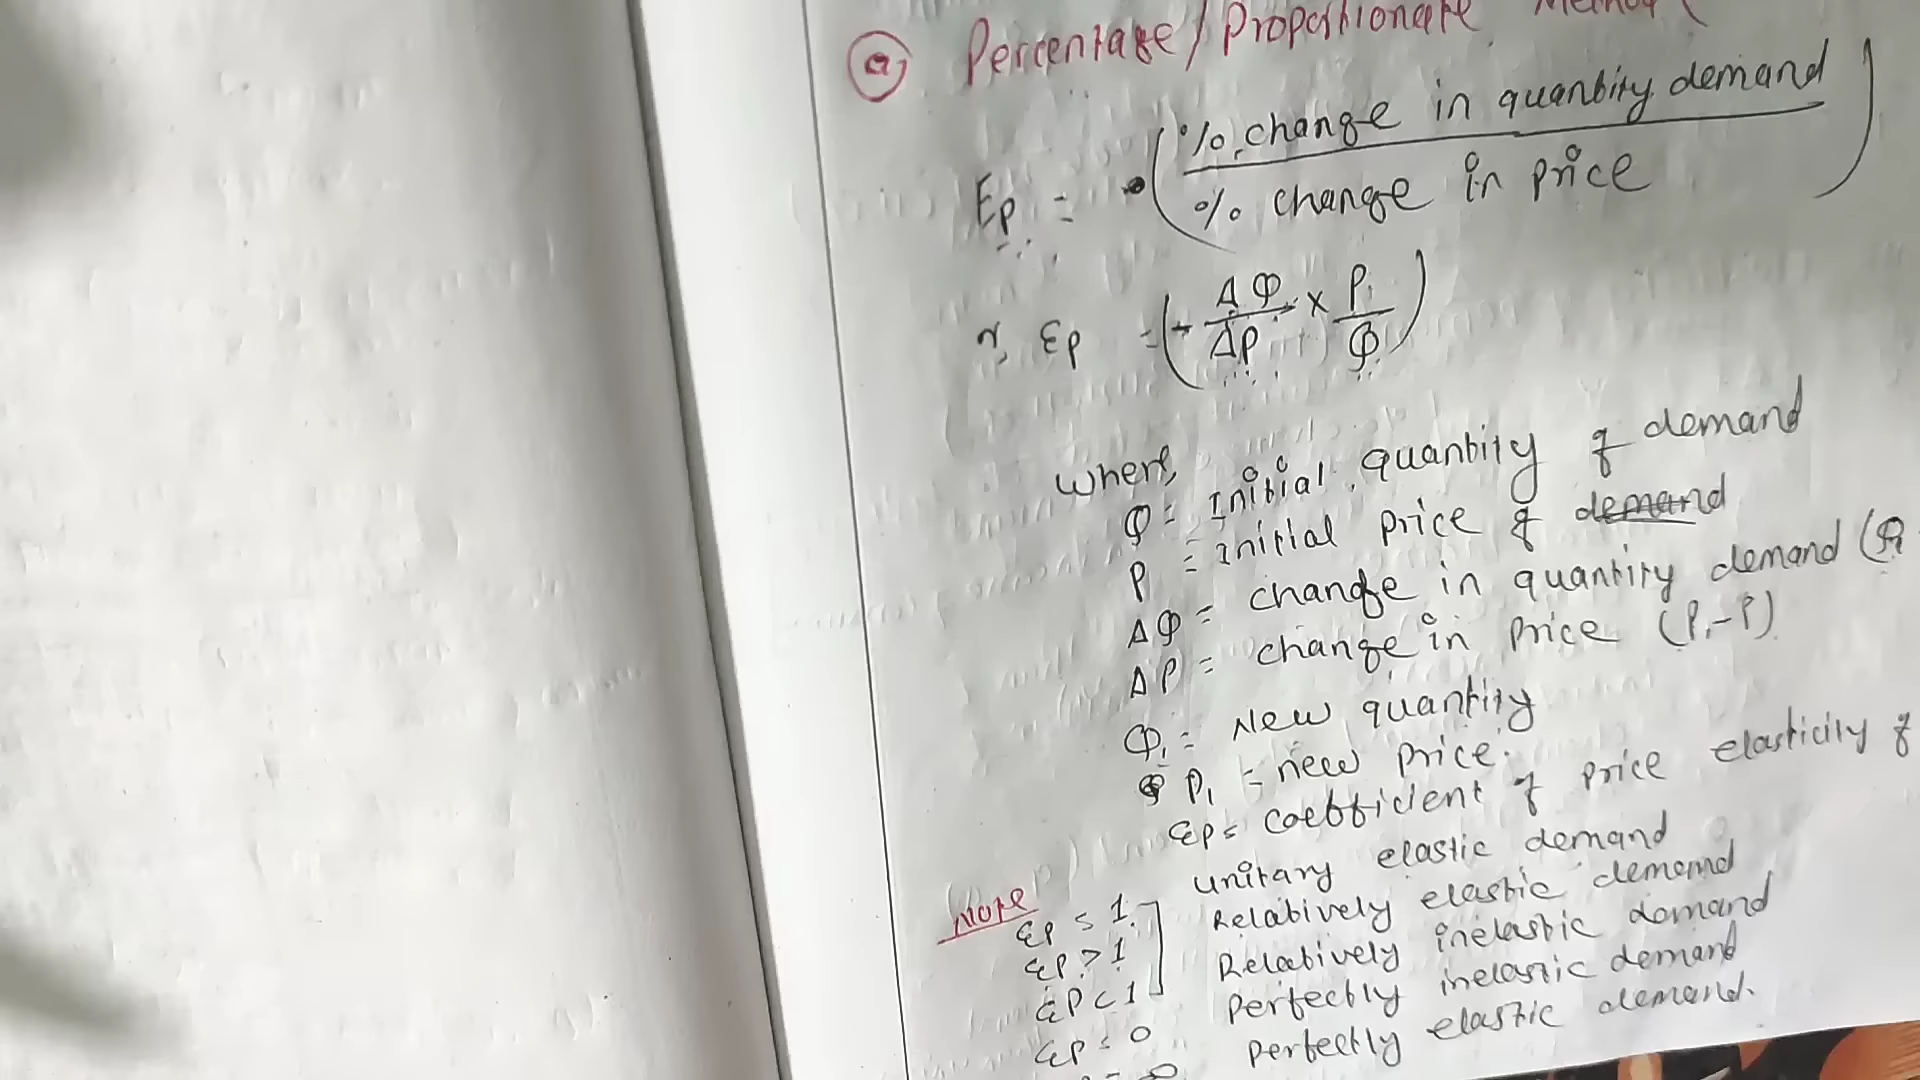 a) Percentage/Proportionate Method (
Ep = (% change in quantity demand / % change in price)
Ep = (- ΔQ/ΔP × P/Q)
where,
Q = Initial quantity of demand
P = initial price of demand
ΔQ = change in quantity demand (Q
ΔP = change in Price (P1-P)
Q1 = New quantity
P1 = new price.
Ep = coefficient of price elasticity of
Note
Ep = 1 unitary elastic demand
Ep > 1 Relatively elastic demand
Ep < 1 Relatively inelastic demand
Ep = 0 Perfectly inelastic demand
= ∞ Perfectly elastic demand.